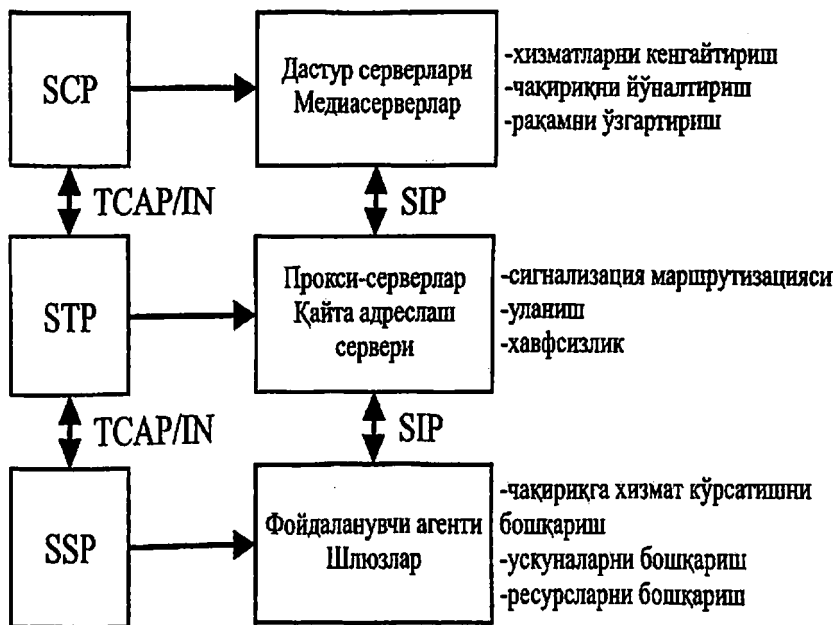 SCP
Дастур серверлари
Медиасерверлар
-хизматларни кенгайтириш
-чақириқни йўналтириш
-рақамни ўзгартириш
TCAP/IN
SIP
STP
Прокси-серверлар
Қайта адреслаш
сервери
-сигнализация маршрутизацияси
-уланиш
-хавфсизлик
TCAP/IN
SIP
SSP
Фойдаланувчи агенти
Шлюзлар
-чақириқга хизмат кўрсатишни
бошқариш
-ускуналарни бошқариш
-ресурсларни бошқариш